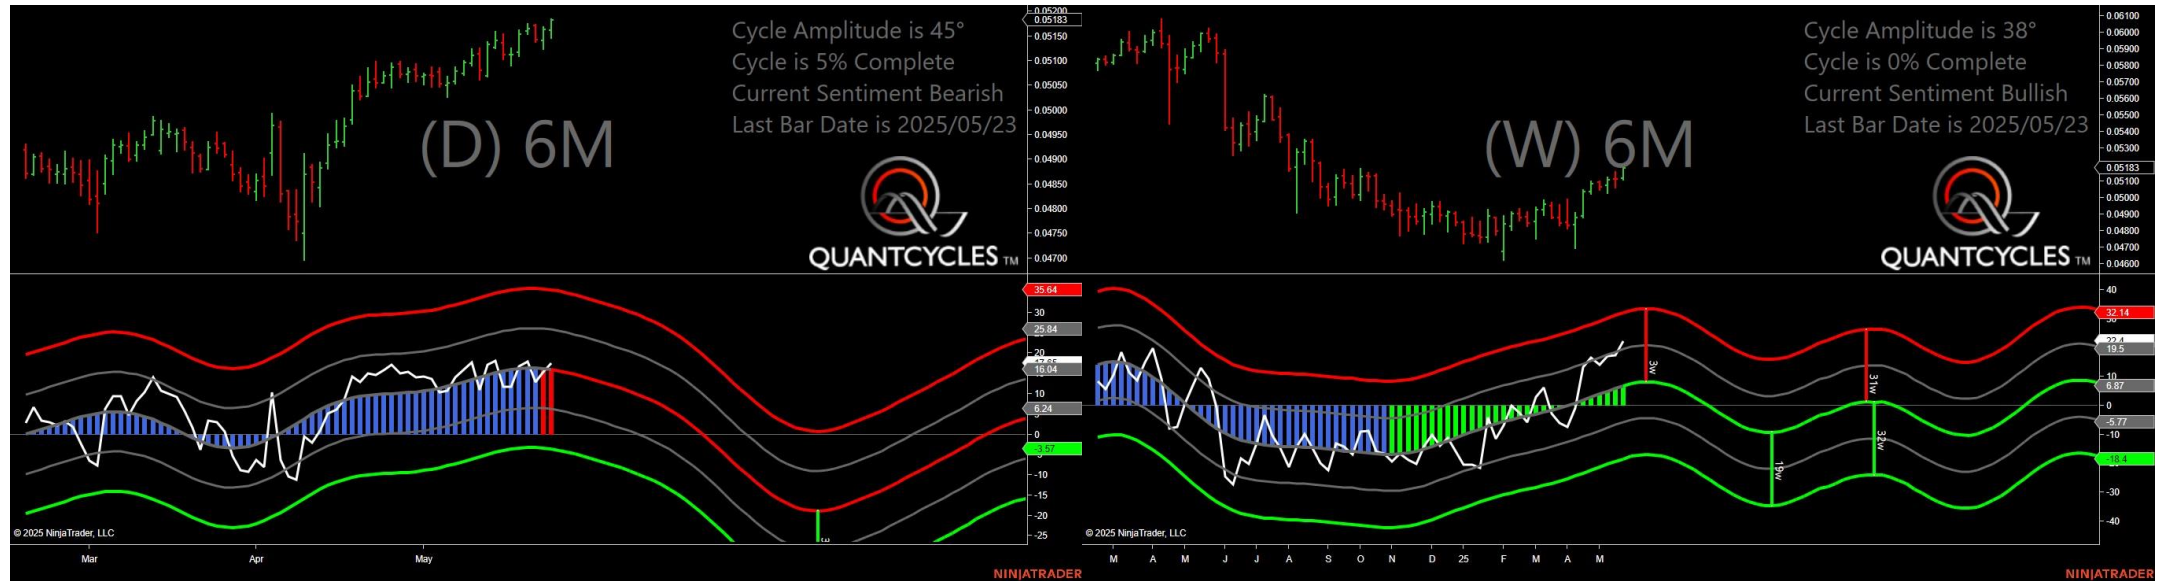 Cycle Amplitude is 45°
Cycle is 5% Complete
Current Sentiment Bearish
Last Bar Date is 2025/05/23
(D) 6M
QUANTCYCLES TM
0.05200
0.05183
0.05150
0.05100
0.05050
0.05000
0.04950
0.04900
0.04850
0.04800
0.04750
0.04700
35.64
30
25.84
20
17.65
16.04
10
6.24
0
-3.57
-10
-15
-20
-25
© 2025 NinjaTrader, LLC
Mar
Apr
May
NINJATRADER
Cycle Amplitude is 38°
Cycle is 0% Complete
Current Sentiment Bullish
Last Bar Date is 2025/05/23
(W) 6M
QUANTCYCLES TM
0.06100
0.06000
0.05900
0.05800
0.05700
0.05600
0.05500
0.05400
0.05300
0.05183
0.05100
0.05000
0.04900
0.04800
0.04700
0.04600
40
32.14
22.4
19.5
10
6.87
0
-5.77
-10
-18.4
-30
-40
3w
19w
31w
32w
© 2025 NinjaTrader, LLC
M A M J J A S O N D 25 F M A M
NINJATRADER